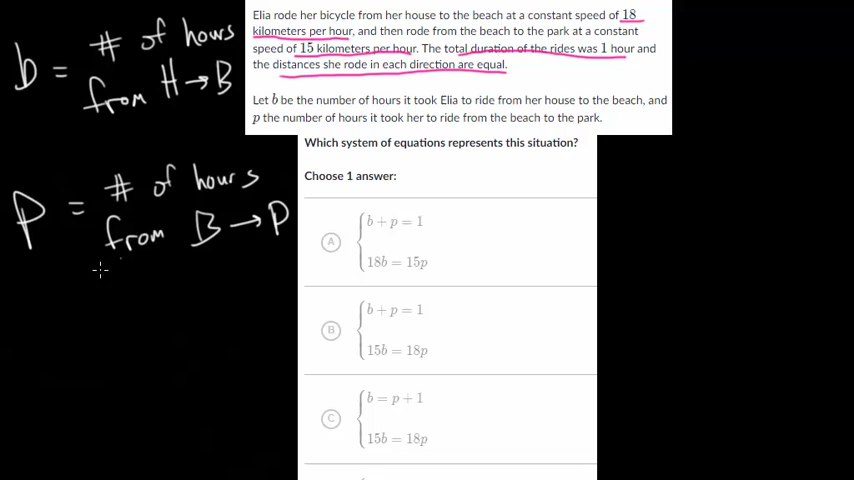 b = # of hours
from H → B
P = # of hours
from B → P
Elia rode her bicycle from her house to the beach at a constant speed of 18
kilometers per hour, and then rode from the beach to the park at a constant
speed of 15 kilometers per hour. The total duration of the rides was 1 hour and
the distances she rode in each direction are equal.
Let b be the number of hours it took Elia to ride from her house to the beach, and
p the number of hours it took her to ride from the beach to the park.
Which system of equations represents this situation?
Choose 1 answer:
A
b + p = 1
18b = 15p
B
b + p = 1
15b = 18p
C
b = p + 1
15b = 18p